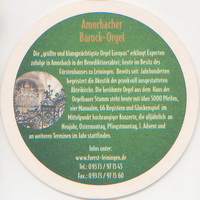 Amorbacher
Barock-Orgel
Die „größte und klangprächtigste Orgel Europas" erklingt Experten
zufolge in Amorbach in der Benediktinerabtei; heute im Besitz des
Fürstenhauses zu Leiningen. Bereits seit Jahrhunderten
begeistert die Akustik der prunkvoll ausgestatteten
Abteikirche. Die berühmte Orgel aus dem Haus der
Orgelbauer Stumm steht heute mit über 5000 Pfeifen,
vier Manualen, 66 Registern und Glockenspiel im
Mittelpunkt hochrangiger Konzerte, die alljährlich an
Neujahr, Ostermontag, Pfingstmontag, 1. Advent und
an weiteren Terminen im Jahr stattfinden.
Infos unter:
www.fuerst-leiningen.de
Tel.: 0 93 73 / 97 15 45
Fax.: 0 93 73 / 97 15 60